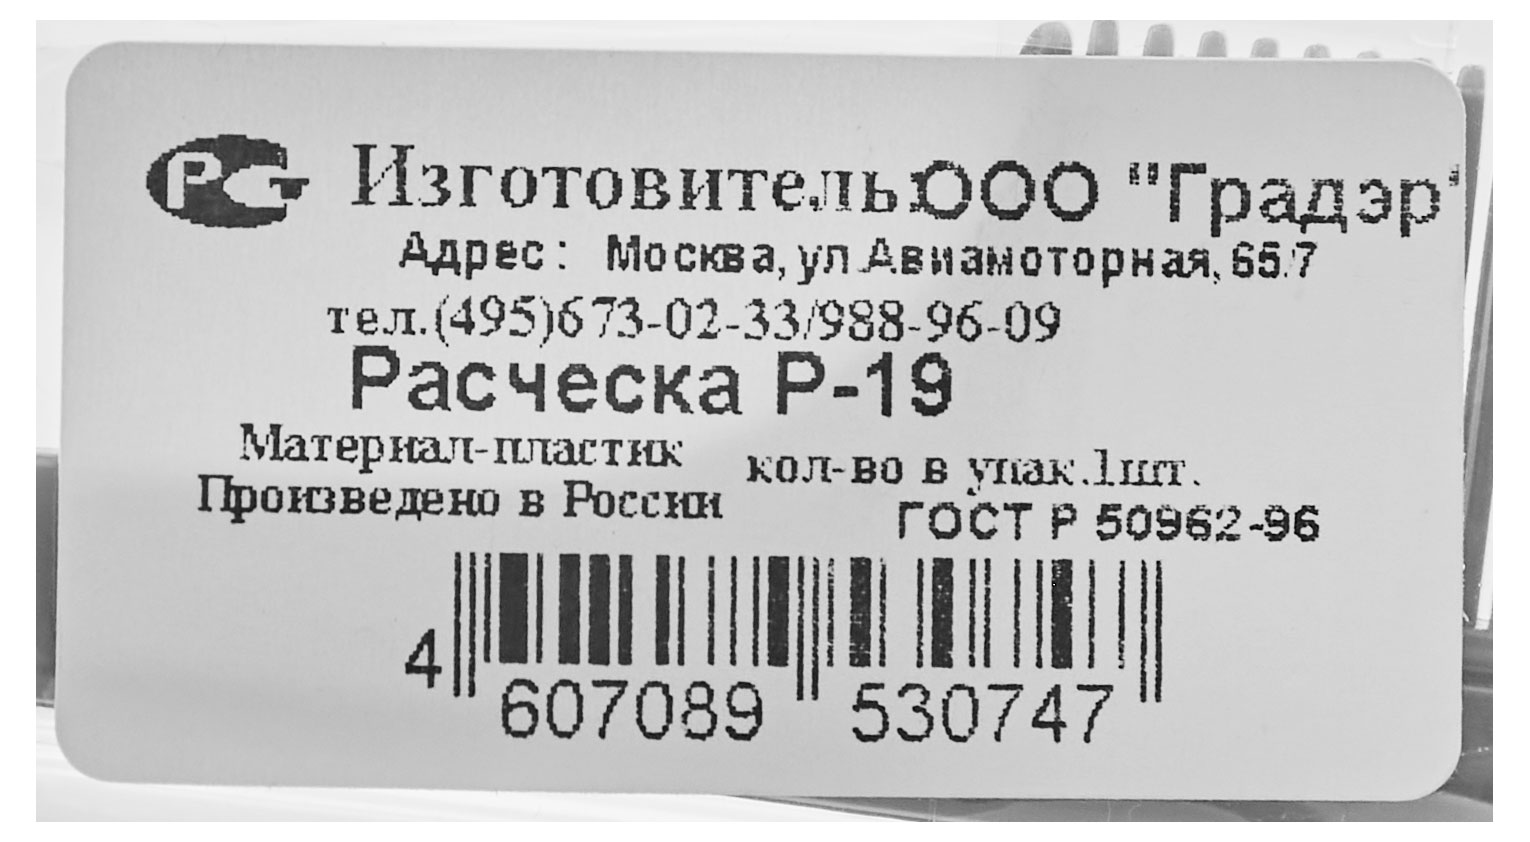 РСТ Изготовитель:ООО "Градэр"
Адрес: Москва,ул.Авиамоторная,65/7
тел.(495)673-02-33/988-96-09
Расческа Р-19
Материал-пластик
кол-во в упак.1шт.
Произведено в России
ГОСТ Р 50962-96
4 607089 530747